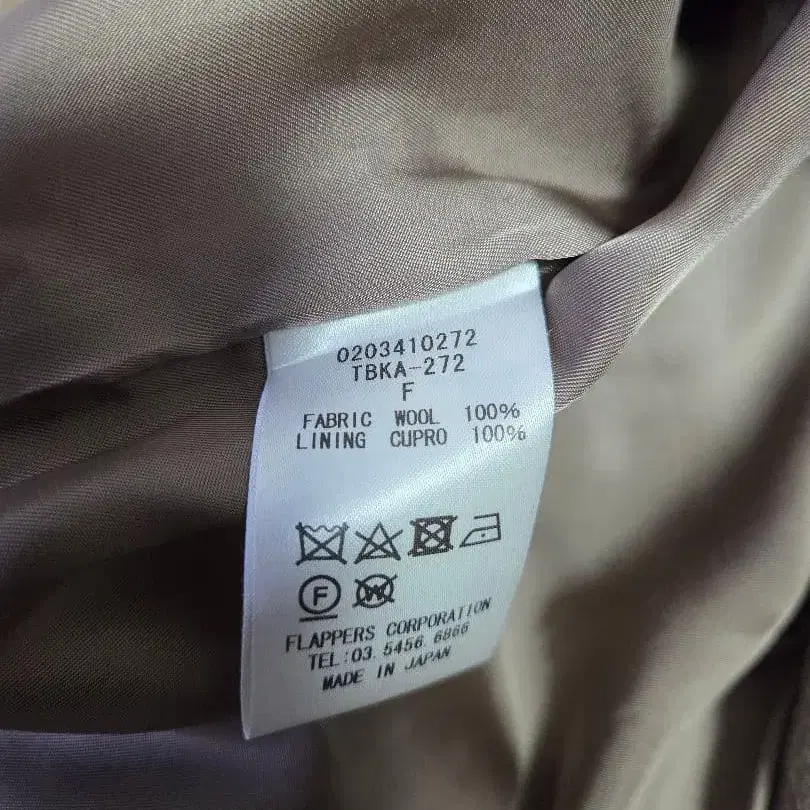 0203410272
TBKA-272
F
FABRIC WOOL 100%
LINING CUPRO 100%
F W
FLAPPERS CORPORATION
TEL:03.5456.6866
MADE IN JAPAN